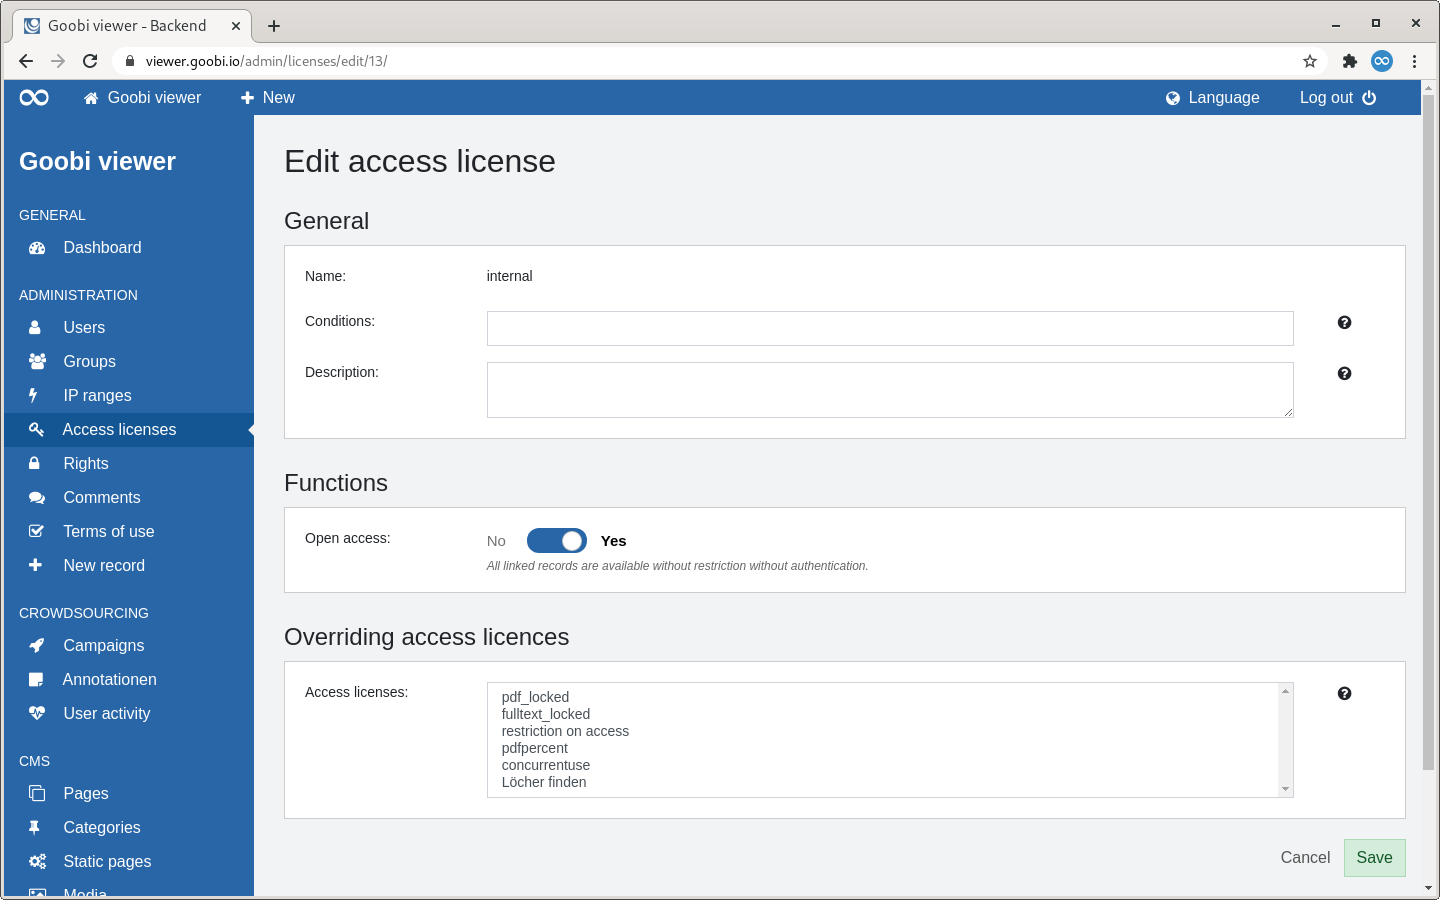 Goobi viewer - Backend
viewer.goobi.io/admin/licenses/edit/13/
Goobi viewer
New
Language
Log out
Goobi viewer
GENERAL
Dashboard
ADMINISTRATION
Users
Groups
IP ranges
Access licenses
Rights
Comments
Terms of use
New record
CROWDSOURCING
Campaigns
Annotationen
User activity
CMS
Pages
Categories
Static pages
Media
Edit access license
General
Name: internal
Conditions:
Description:
Functions
Open access: No Yes
All linked records are available without restriction without authentication.
Overriding access licences
Access licenses:
pdf_locked
fulltext_locked
restriction on access
pdfpercent
concurrentuse
Löcher finden
Cancel
Save